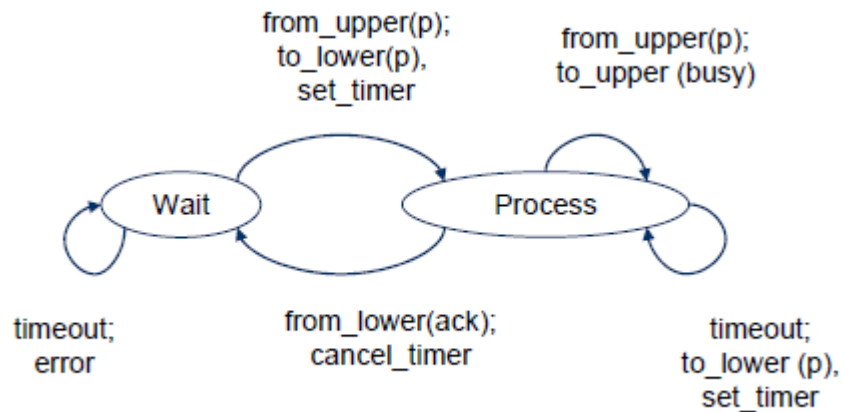 from_upper(p);
to_lower(p),
set_timer
from_upper(p);
to_upper (busy)
Wait
Process
timeout;
error
from_lower(ack);
cancel_timer
timeout;
to_lower (p),
set_timer